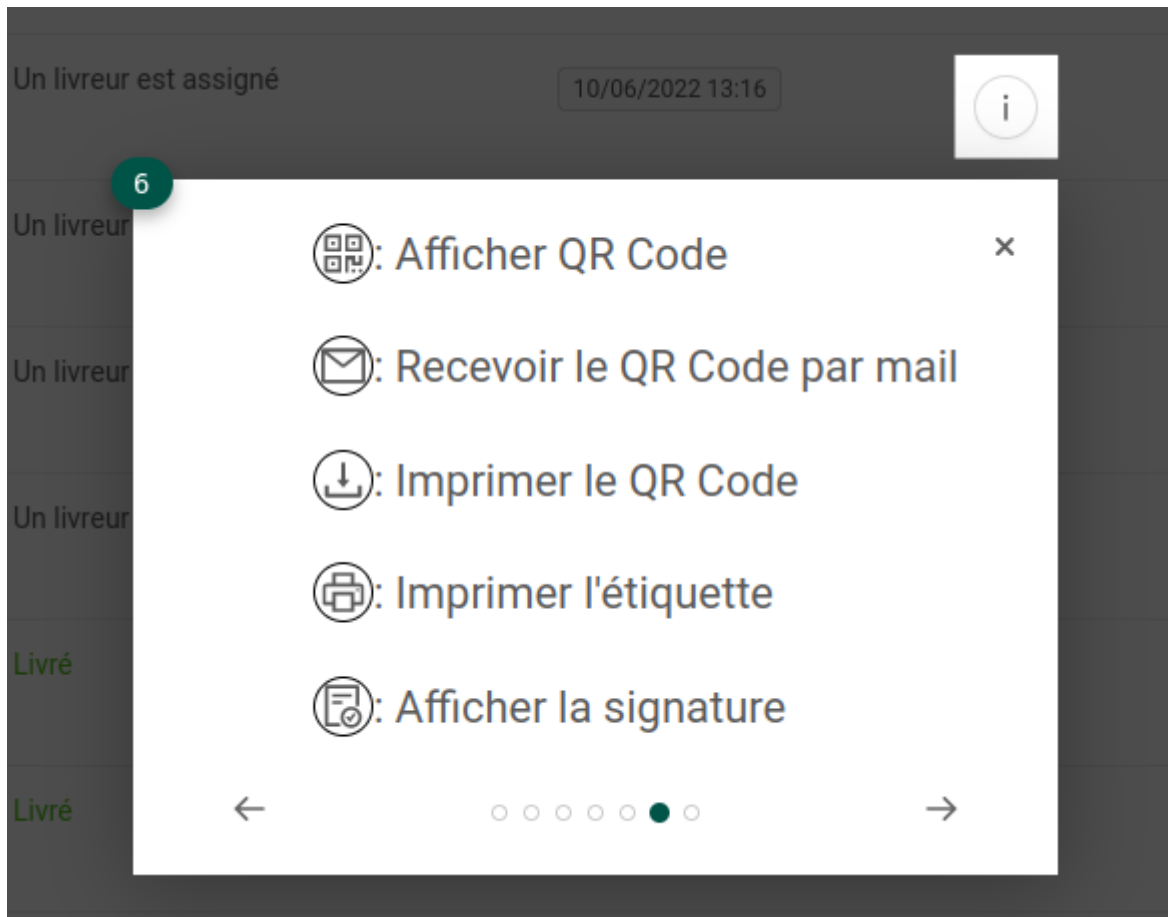 Un livreur est assigné
10/06/2022 13:16
i
6
Un livreur
: Afficher QR Code
×
Un livreur
: Recevoir le QR Code par mail
: Imprimer le QR Code
Un livreur
: Imprimer l'étiquette
Livré
: Afficher la signature
Livré